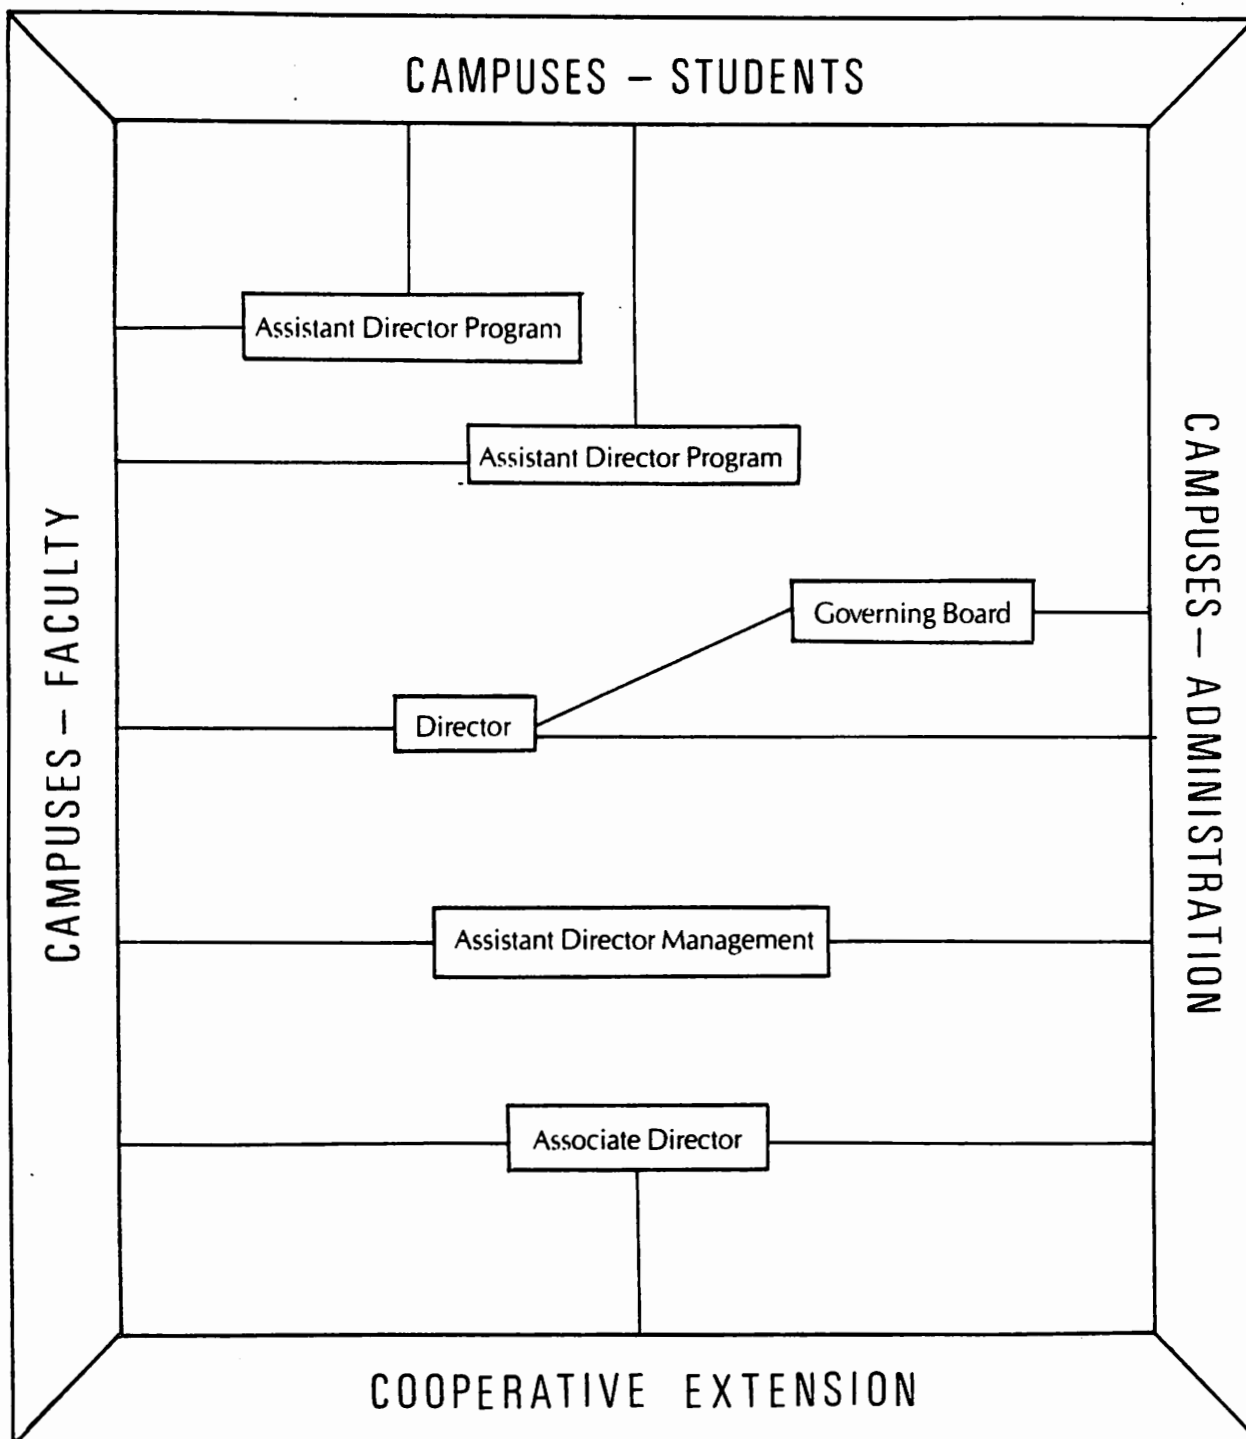 CAMPUSES – STUDENTS
Assistant Director Program
Assistant Director Program
CAMPUSES – FACULTY
CAMPUSES – ADMINISTRATION
Governing Board
Director
Assistant Director Management
Associate Director
COOPERATIVE EXTENSION